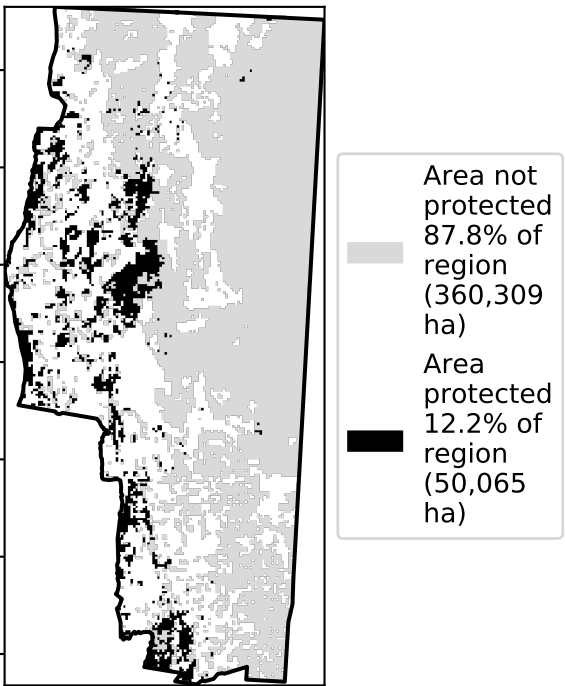 Area not
protected
87.8% of
region
(360,309
ha)
Area
protected
12.2% of
region
(50,065
ha)